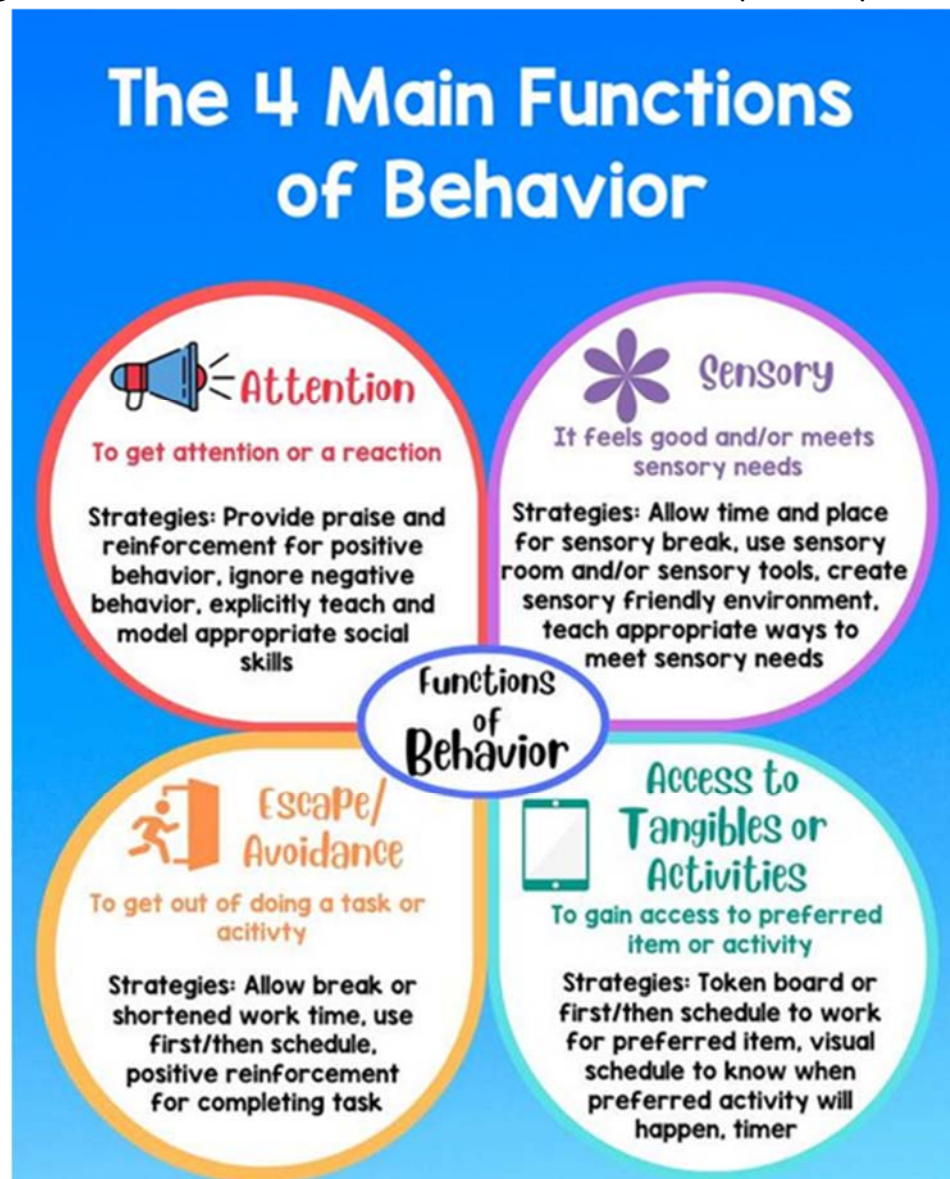 The 4 Main Functions
of Behavior
Attention
To get attention or a reaction
Strategies: Provide praise and
reinforcement for positive
behavior, ignore negative
behavior, explicitly teach and
model appropriate social
skills
Sensory
It feels good and/or meets
sensory needs
Strategies: Allow time and place
for sensory break, use sensory
room and/or sensory tools, create
sensory friendly environment,
teach appropriate ways to
meet sensory needs
Functions
of
Behavior
Escape/
Avoidance
To get out of doing a task or
acitivty
Strategies: Allow break or
shortened work time, use
first/then schedule,
positive reinforcement
for completing task
Access to
Tangibles or
Activities
To gain access to preferred
item or activity
Strategies: Token board or
first/then schedule to work
for preferred item, visual
schedule to know when
preferred activity will
happen, timer